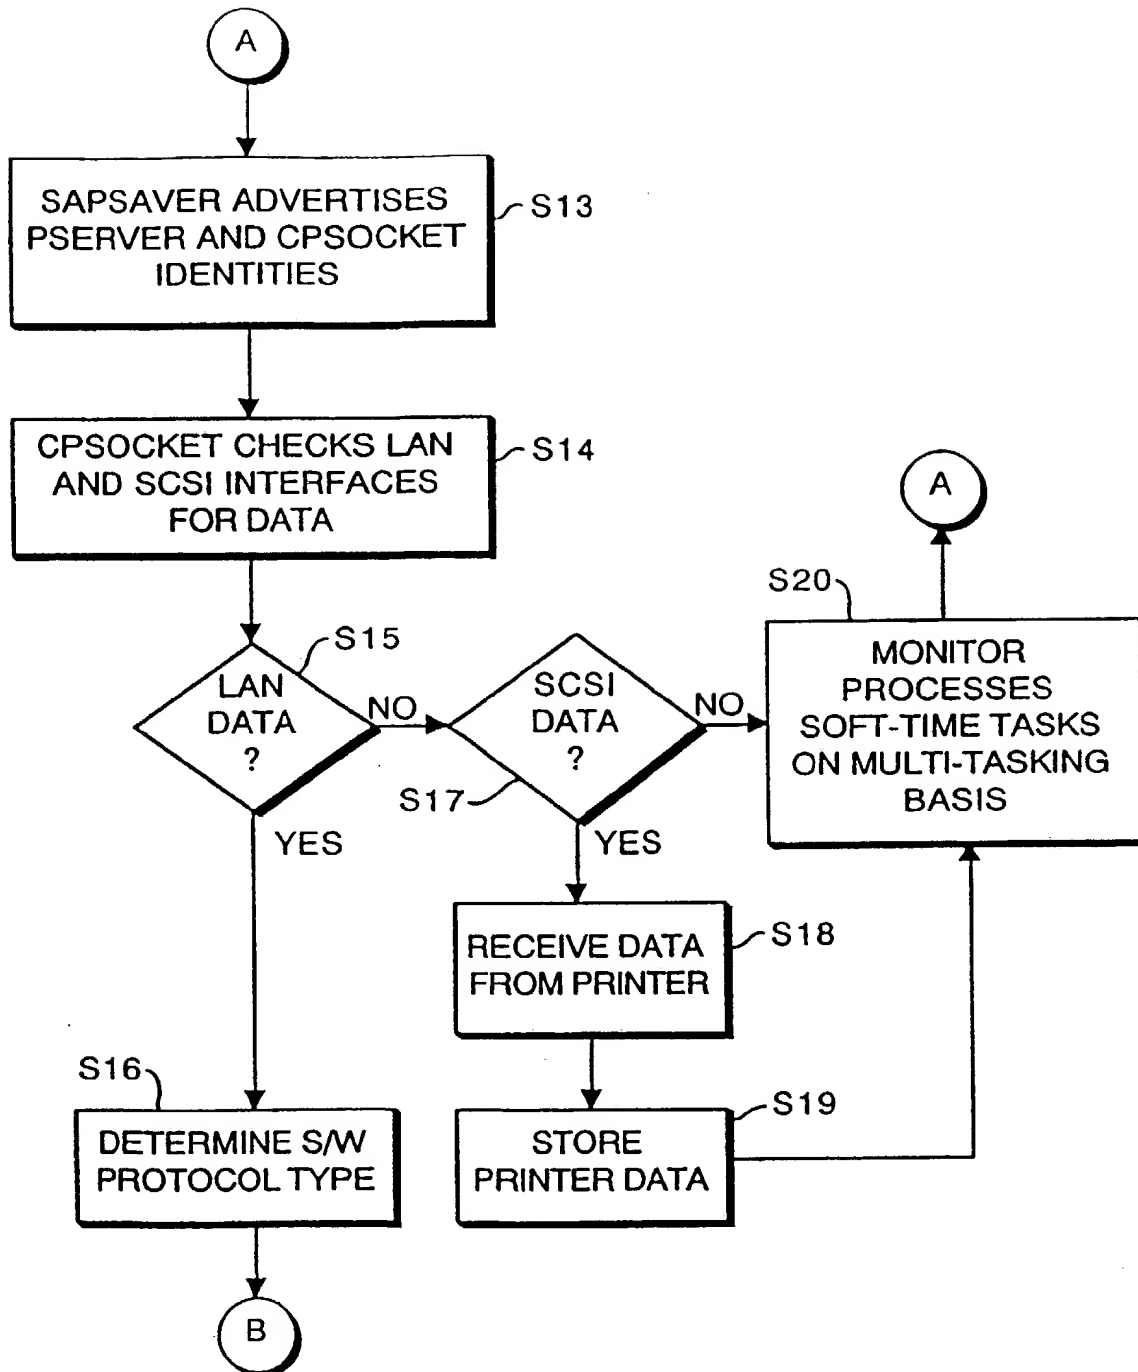 A
SAPSAVER ADVERTISES
PSERVER AND CPSOCKET
IDENTITIES
S13
CPSOCKET CHECKS LAN
AND SCSI INTERFACES
FOR DATA
S14
A
S20
MONITOR
PROCESSES
SOFT-TIME TASKS
ON MULTI-TASKING
BASIS
S15
LAN
DATA
?
NO
YES
SCSI
DATA
?
NO
S17
YES
RECEIVE DATA
FROM PRINTER
S18
S16
DETERMINE S/W
PROTOCOL TYPE
STORE
PRINTER DATA
S19
B